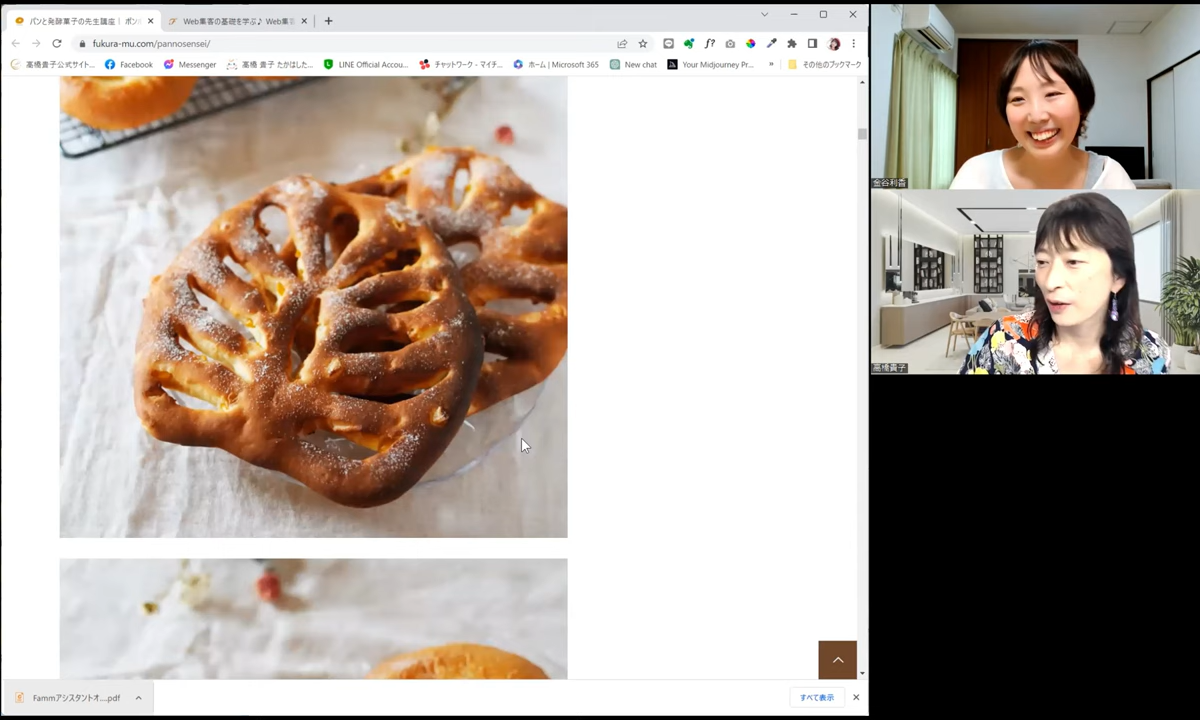 パンと発酵菓子の先生講座｜ ポン
Web集客の基礎を学ぶ♪ Web集客
fukura-mu.com/pannosensei/
f?
高橋貴子公式サイト...
Facebook
Messenger
高橋 貴子 たかはした...
LINE Official Accou...
チャットワーク - マイチ...
ホーム | Microsoft 365
New chat
Your Midjourney Pr...
»
その他のブックマーク
金谷利香
高橋貴子
Fammアシスタントオ....pdf
すべて表示